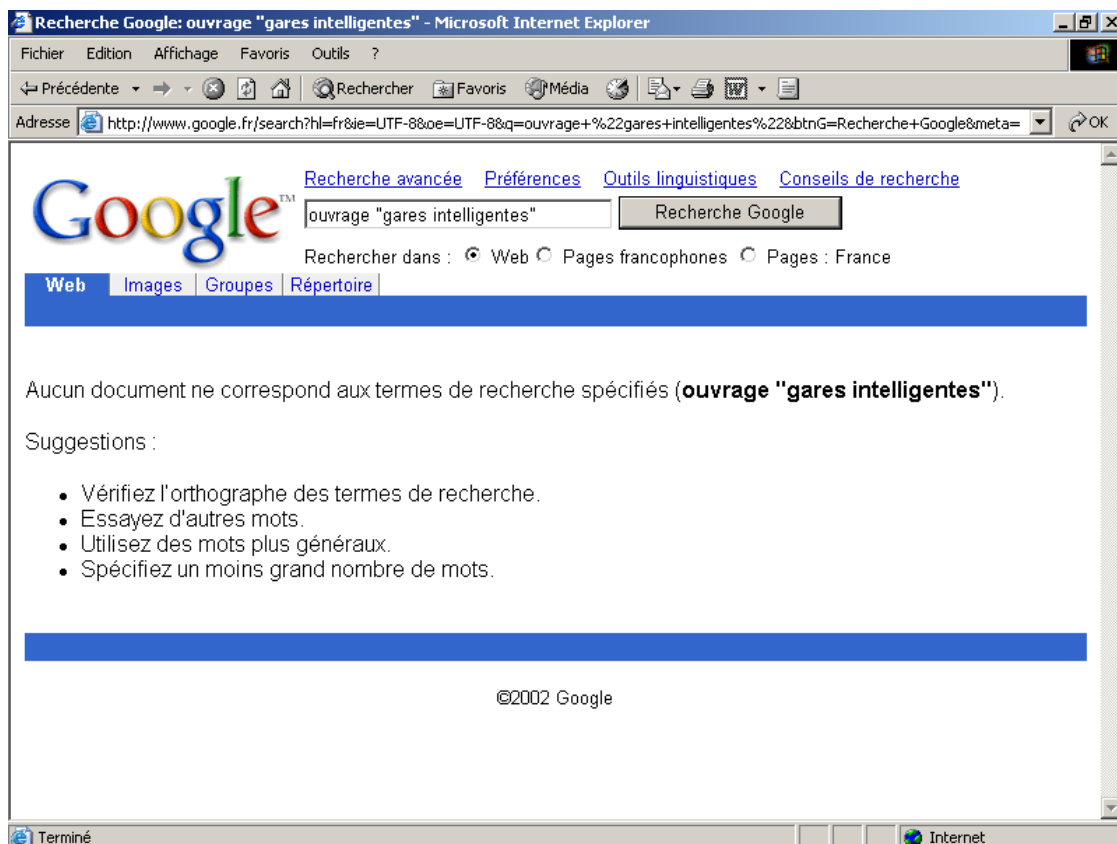 Recherche Google: ouvrage "gares intelligentes" - Microsoft Internet Explorer
Fichier Edition Affichage Favoris Outils ?
Précédente Rechercher Favoris Média
Adresse http://www.google.fr/search?hl=fr&ie=UTF-8&oe=UTF-8&q=ouvrage+%22gares+intelligentes%22&btnG=Recherche+Google&meta= OK
Recherche avancée Préférences Outils linguistiques Conseils de recherche
Google™ ouvrage "gares intelligentes" Recherche Google
Rechercher dans : Web Pages francophones Pages : France
Web Images Groupes Répertoire
Aucun document ne correspond aux termes de recherche spécifiés (ouvrage "gares intelligentes").
Suggestions :
• Vérifiez l'orthographe des termes de recherche.
• Essayez d'autres mots.
• Utilisez des mots plus généraux.
• Spécifiez un moins grand nombre de mots.
©2002 Google
Terminé Internet